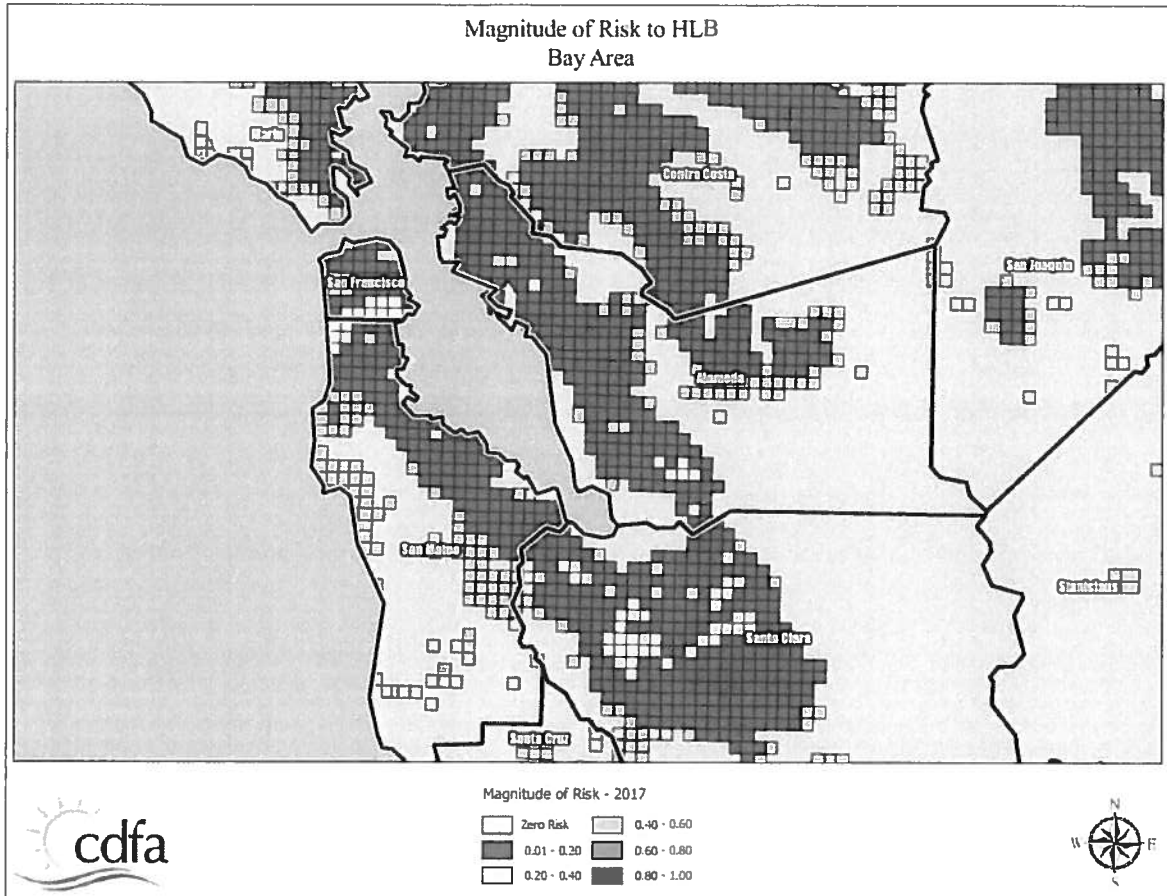 Magnitude of Risk to HLB
Bay Area
Contra Costa
San Francisco
San Joaquin
Alameda
San Mateo
Stanislaus
Santa Clara
Santa Cruz
Magnitude of Risk - 2017
Zero Risk
0.40 - 0.60
0.01 - 0.20
0.60 - 0.80
0.20 - 0.40
0.80 - 1.00
cdfa
N
W
E
S